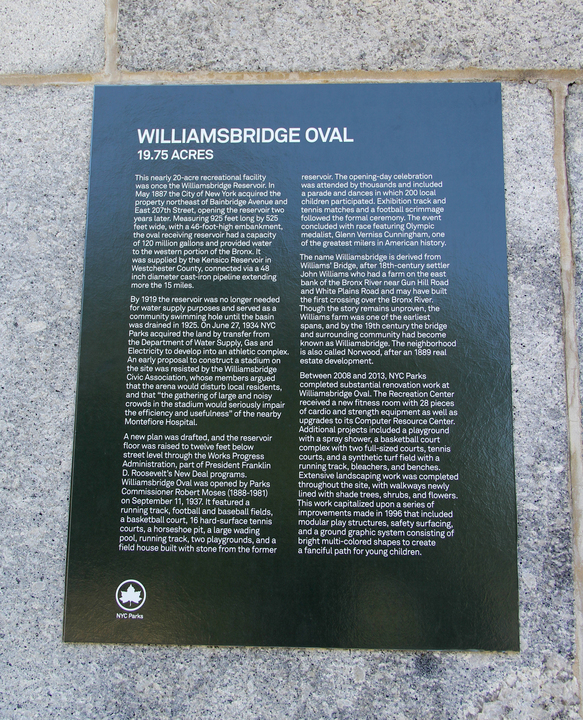 WILLIAMSBRIDGE OVAL
19.75 ACRES
This nearly 20-acre recreational facility
was once the Williamsbridge Reservoir. In
May 1887 the City of New York acquired the
property northeast of Bainbridge Avenue and
East 207th Street, opening the reservoir two
years later. Measuring 925 feet long by 525
feet wide, with a 46-foot-high embankment,
the oval receiving reservoir had a capacity
of 120 million gallons and provided water
to the western portion of the Bronx. It
was supplied by the Kensico Reservoir in
Westchester County, connected via a 48
inch diameter cast-iron pipeline extending
more the 15 miles.
By 1919 the reservoir was no longer needed
for water supply purposes and served as a
community swimming hole until the basin
was drained in 1925. On June 27, 1934 NYC
Parks acquired the land by transfer from
the Department of Water Supply, Gas and
Electricity to develop into an athletic complex.
An early proposal to construct a stadium on
the site was resisted by the Williamsbridge
Civic Association, whose members argued
that the arena would disturb local residents,
and that “the gathering of large and noisy
crowds in the stadium would seriously impair
the efficiency and usefulness” of the nearby
Montefiore Hospital.
A new plan was drafted, and the reservoir
floor was raised to twelve feet below
street level through the Works Progress
Administration, part of President Franklin
D. Roosevelt’s New Deal programs.
Williamsbridge Oval was opened by Parks
Commissioner Robert Moses (1888-1981)
on September 11, 1937. It featured a
running track, football and baseball fields,
a basketball court, 16 hard-surface tennis
courts, a horseshoe pit, a large wading
pool, running track, two playgrounds, and a
field house built with stone from the former
reservoir. The opening-day celebration
was attended by thousands and included
a parade and dances in which 200 local
children participated. Exhibition track and
tennis matches and a football scrimmage
followed the formal ceremony. The event
concluded with race featuring Olympic
medalist, Glenn Verniss Cunningham, one
of the greatest milers in American history.
The name Williamsbridge is derived from
Williams’ Bridge, after 18th-century settler
John Williams who had a farm on the east
bank of the Bronx River near Gun Hill Road
and White Plains Road and may have built
the first crossing over the Bronx River.
Though the story remains unproven, the
Williams farm was one of the earliest
spans, and by the 19th century the bridge
and surrounding community had become
known as Williamsbridge. The neighborhood
is also called Norwood, after an 1889 real
estate development.
Between 2008 and 2013, NYC Parks
completed substantial renovation work at
Williamsbridge Oval. The Recreation Center
received a new fitness room with 28 pieces
of cardio and strength equipment as well as
upgrades to its Computer Resource Center.
Additional projects included a playground
with a spray shower, a basketball court
complex with two full-sized courts, tennis
courts, and a synthetic turf field with a
running track, bleachers, and benches.
Extensive landscaping work was completed
throughout the site, with walkways newly
lined with shade trees, shrubs, and flowers.
This work capitalized upon a series of
improvements made in 1996 that included
modular play structures, safety surfacing,
and a ground graphic system consisting of
bright multi-colored shapes to create
a fanciful path for young children.
NYC Parks